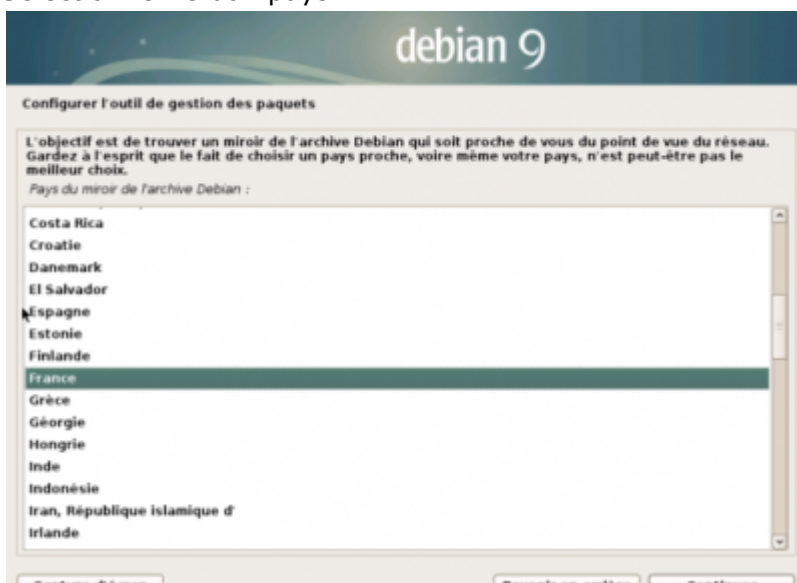 debian 9
Configurer l'outil de gestion des paquets
L'objectif est de trouver un miroir de l'archive Debian qui soit proche de vous du point de vue du réseau.
Gardez à l'esprit que le fait de choisir un pays proche, voire même votre pays, n'est peut-être pas le
meilleur choix.
Pays du miroir de l'archive Debian :
Costa Rica
Croatie
Danemark
El Salvador
Espagne
Estonie
Finlande
France
Grèce
Géorgie
Hongrie
Inde
Indonésie
Iran, République islamique d'
Irlande